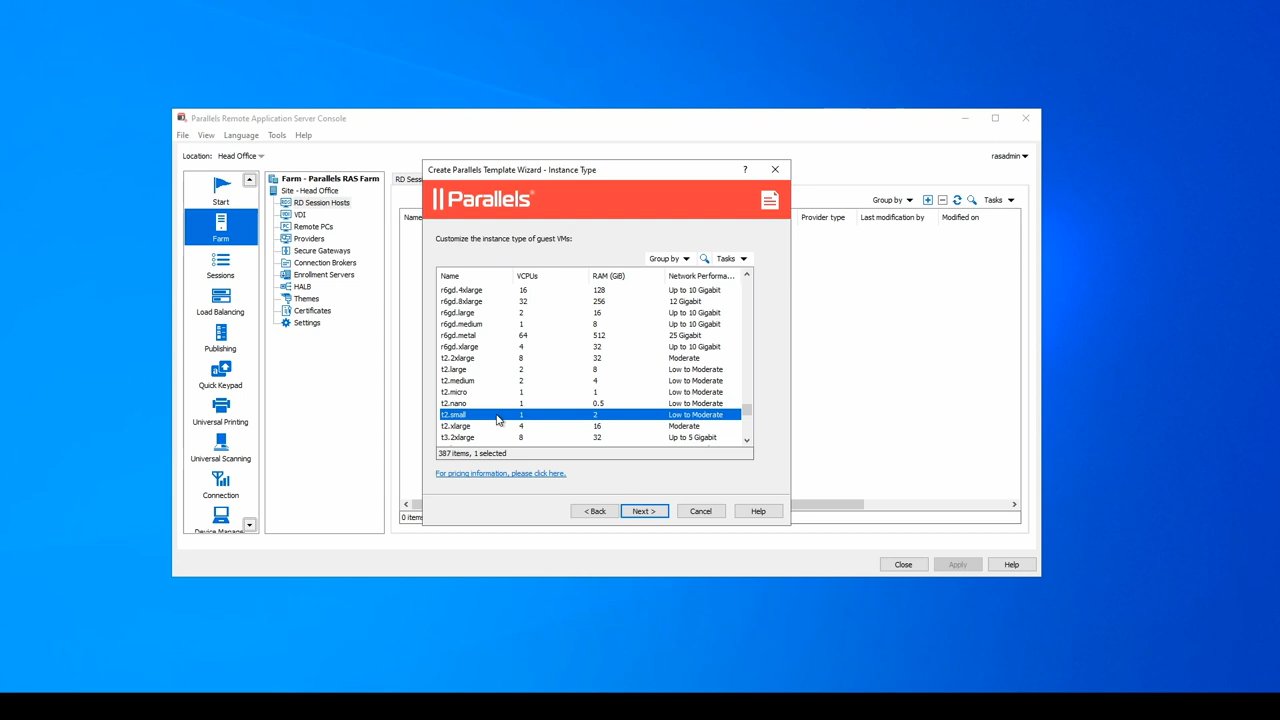 Parallels Remote Application Server Console
File View Language Tools Help
Location: Head Office
rasadmin
Start
Farm
Sessions
Load Balancing
Publishing
Quick Keypad
Universal Printing
Universal Scanning
Connection
Device Manag
Farm - Parallels RAS Farm
Site - Head Office
RD Session Hosts
VDI
Remote PCs
Providers
Secure Gateways
Connection Brokers
Enrollment Servers
HALB
Themes
Certificates
Settings
RD Sess
Group by Tasks
Name Provider type Last modification by Modified on
0 items
Create Parallels Template Wizard - Instance Type ?
Parallels®
Customize the instance type of guest VMs:
Group by Tasks
Name VCPUs RAM (GB) Network Performa...
r6gd.4xlarge 16 128 Up to 10 Gigabit
r6gd.8xlarge 32 256 12 Gigabit
r6gd.large 2 16 Up to 10 Gigabit
r6gd.medium 1 8 Up to 10 Gigabit
r6gd.metal 64 512 25 Gigabit
r6gd.xlarge 4 32 Up to 10 Gigabit
t2.2xlarge 8 32 Moderate
t2.large 2 8 Low to Moderate
t2.medium 2 4 Low to Moderate
t2.micro 1 1 Low to Moderate
t2.nano 1 0.5 Low to Moderate
t2.small 1 2 Low to Moderate
t2.xlarge 4 16 Moderate
t3.2xlarge 8 32 Up to 5 Gigabit
387 items, 1 selected
For pricing information, please click here.
< Back Next > Cancel Help
Close Apply Help